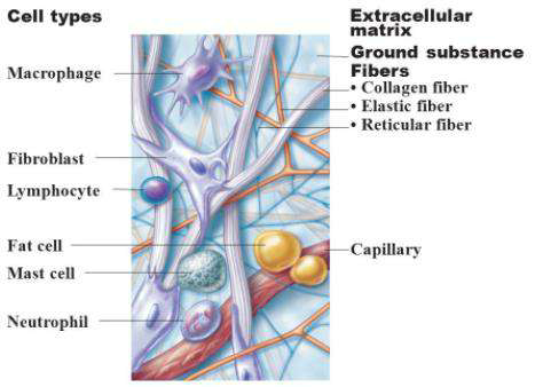 Cell types
Macrophage
Fibroblast
Lymphocyte
Fat cell
Mast cell
Neutrophil
Extracellular
matrix
Ground substance
Fibers
• Collagen fiber
• Elastic fiber
• Reticular fiber
Capillary